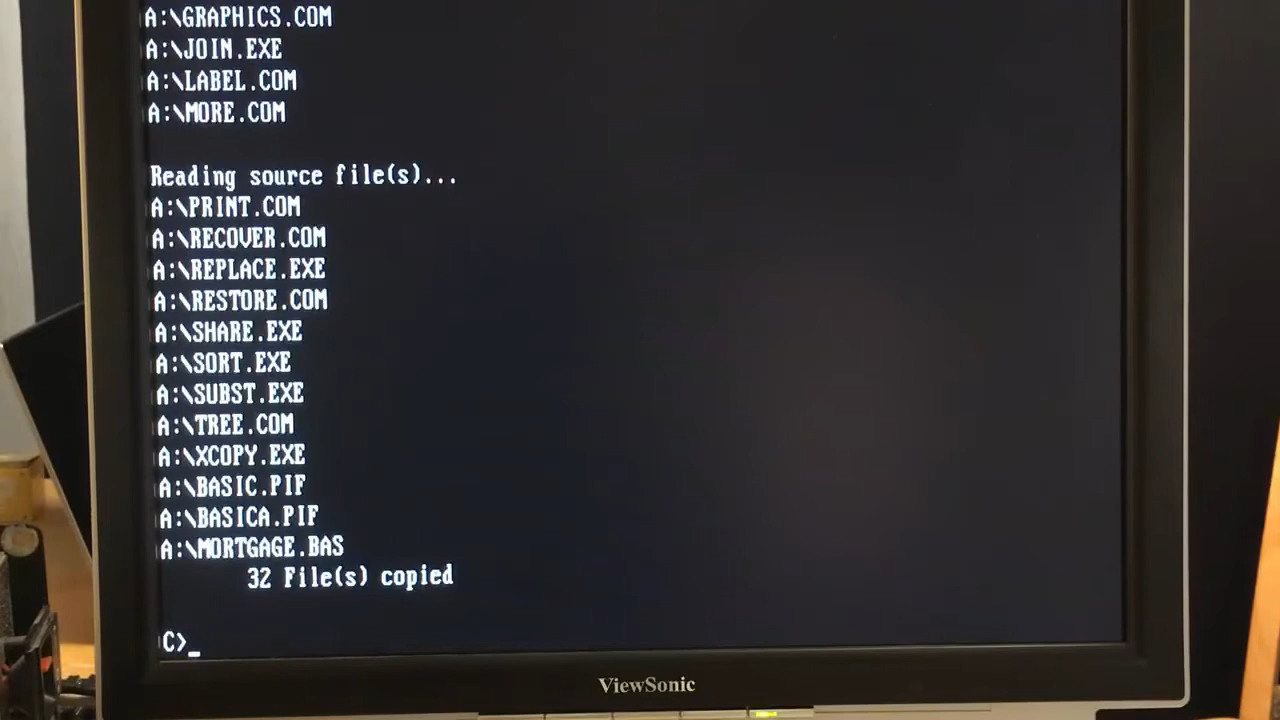 A:\GRAPHICS.COM
A:\JOIN.EXE
A:\LABEL.COM
A:\MORE.COM
Reading source file(s)...
A:\PRINT.COM
A:\RECOVER.COM
A:\REPLACE.EXE
A:\RESTORE.COM
A:\SHARE.EXE
A:\SORT.EXE
A:\SUBST.EXE
A:\TREE.COM
A:\XCOPY.EXE
A:\BASIC.PIF
A:\BASICA.PIF
A:\MORTGAGE.BAS
32 File(s) copied
C>_
ViewSonic